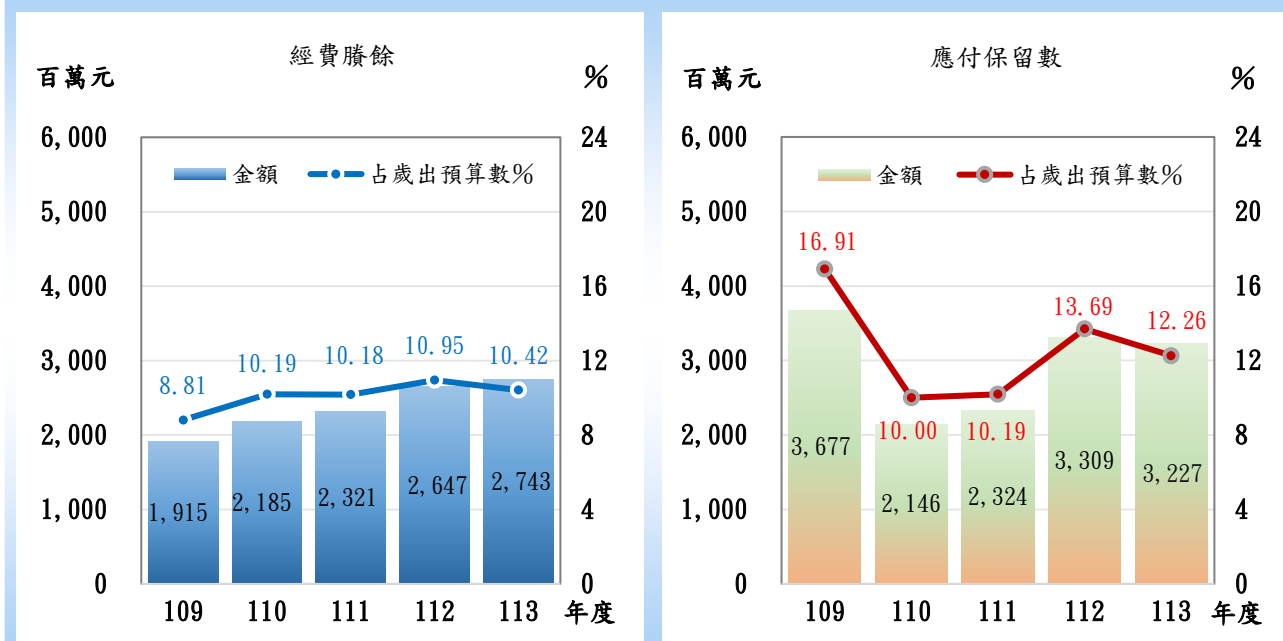 經費賸餘
百萬元 %
6,000 24
金額 占歲出預算數%
5,000 20
4,000 16
3,000 12
2,000 8
1,000 4
0 0
8.81 10.19 10.18 10.95 10.42
1,915 2,185 2,321 2,647 2,743
109 110 111 112 113 年度
應付保留數
百萬元 %
6,000 24
金額 占歲出預算數%
5,000 20
4,000 16
3,000 12
2,000 8
1,000 4
0 0
16.91 10.00 10.19 13.69 12.26
3,677 2,146 2,324 3,309 3,227
109 110 111 112 113 年度